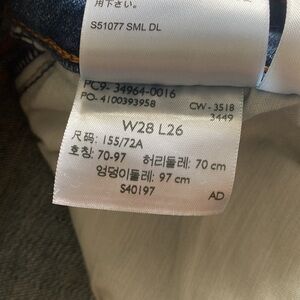 用下さい。
S51077 SML DL
PC9- 34964-0016
PO- 4100393958
CW - 3518
3449
W28 L26
尺码: 155/72A
호칭: 70-97 허리둘레: 70 cm
엉덩이둘레: 97 cm
S40197
AD